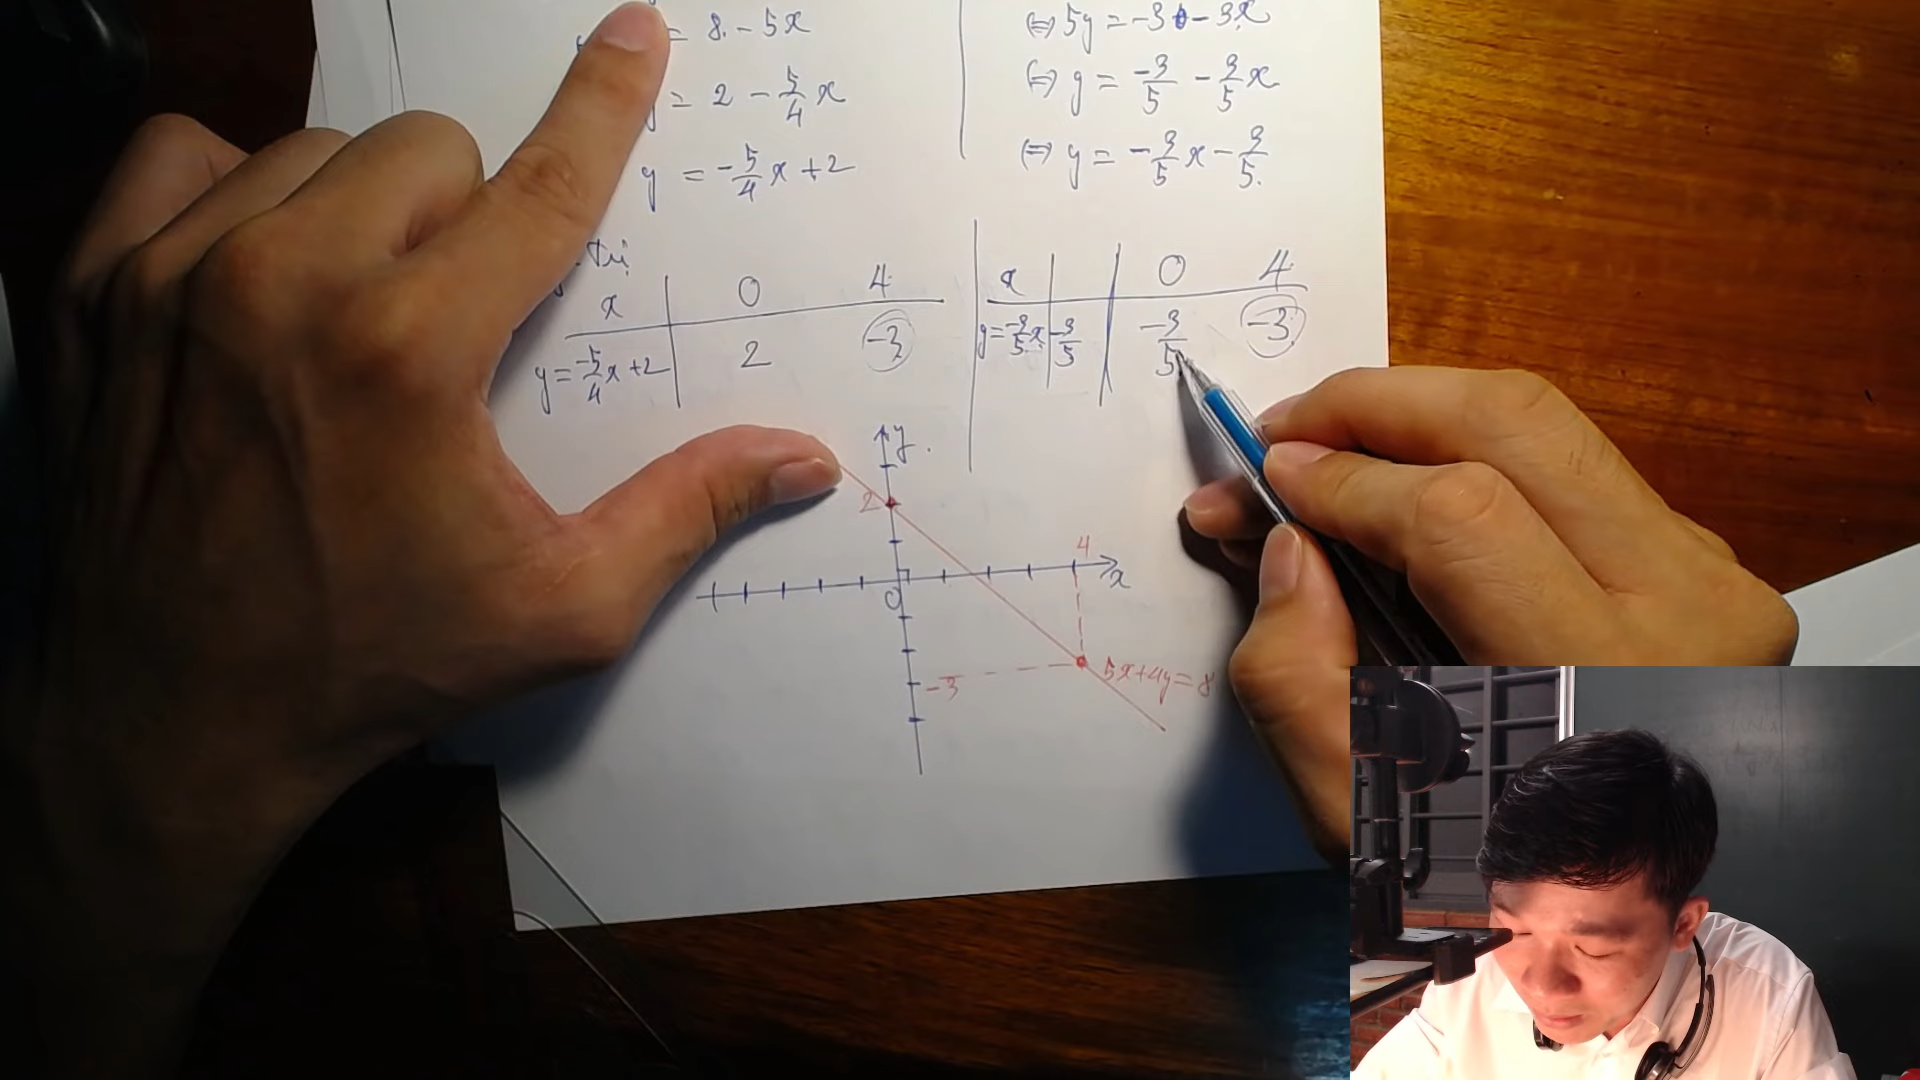 = 8 - 5x
y = 2 - 5/4 x
y = -5/4 x + 2
⇔ 5y = -3 - 3x
⇔ y = -3/5 - 3/5 x
⇔ y = -3/5 x - 3/5.
trị
x | 0 4
y = -5/4 x + 2 | 2 -3
x | 0 4
y = -3/5 x - 3/5 | -3/5 -3
y
2
4
x
O
-3
5x+4y=8